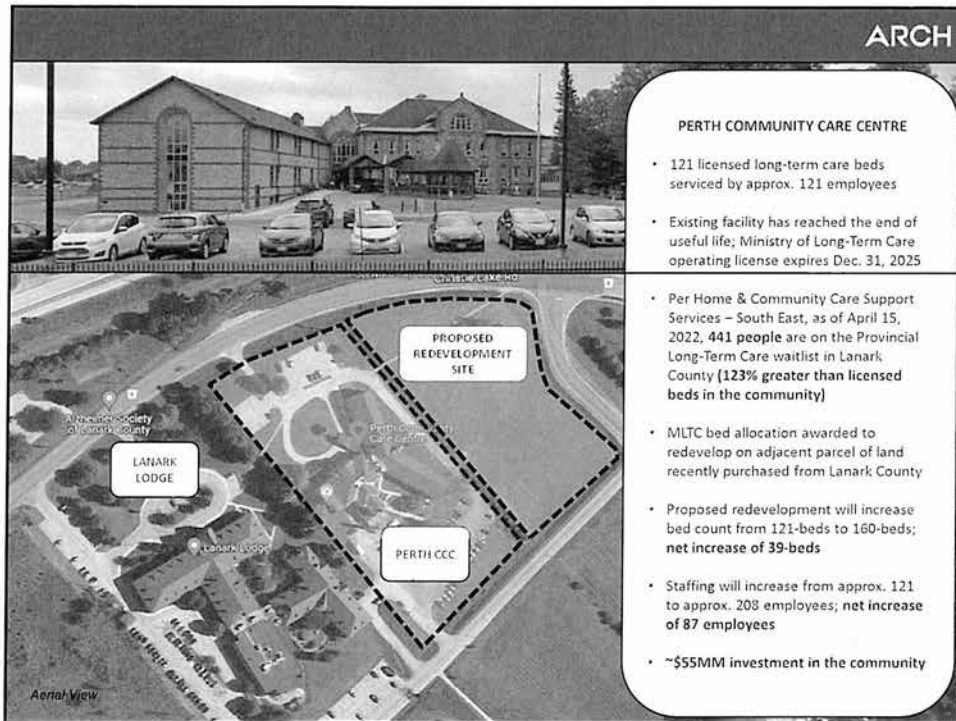 ARCH
PERTH COMMUNITY CARE CENTRE
• 121 licensed long-term care beds
serviced by approx. 121 employees
• Existing facility has reached the end of
useful life; Ministry of Long-Term Care
operating license expires Dec. 31, 2025
• Per Home & Community Care Support
Services – South East, as of April 15,
2022, 441 people are on the Provincial
Long-Term Care waitlist in Lanark
County (123% greater than licensed
beds in the community)
• MLTC bed allocation awarded to
redevelop on adjacent parcel of land
recently purchased from Lanark County
• Proposed redevelopment will increase
bed count from 121-beds to 160-beds;
net increase of 39-beds
• Staffing will increase from approx. 121
to approx. 208 employees; net increase
of 87 employees
• ~$55MM investment in the community
Christie Lake Rd
PROPOSED
REDEVELOPMENT
SITE
Alzheimer Society
of Lanark County
Perth Community
Care Centre
LANARK
LODGE
Lanark Lodge
PERTH CCC
Aerial View